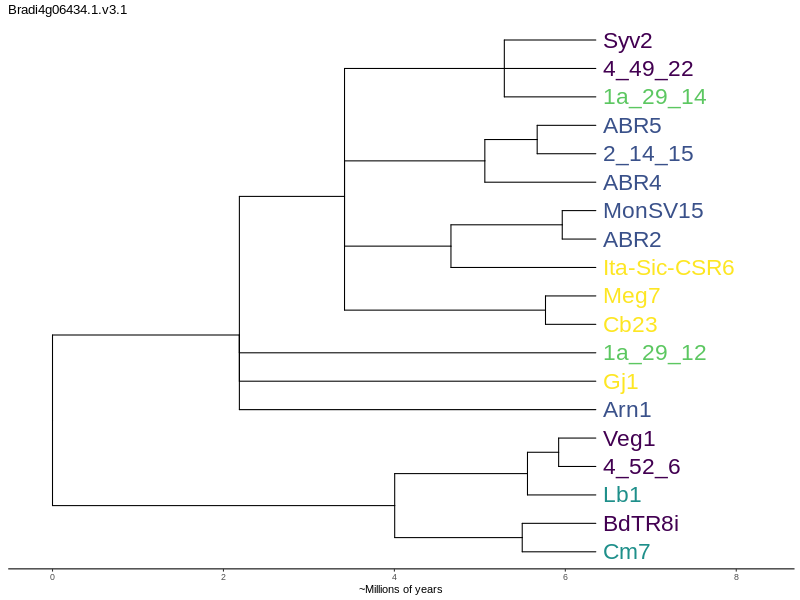 Bradi4g06434.1.v3.1
Syv2
4_49_22
1a_29_14
ABR5
2_14_15
ABR4
MonSV15
ABR2
Ita-Sic-CSR6
Meg7
Cb23
1a_29_12
Gj1
Arn1
Veg1
4_52_6
Lb1
BdTR8i
Cm7
0 2 4 6 8
~Millions of years